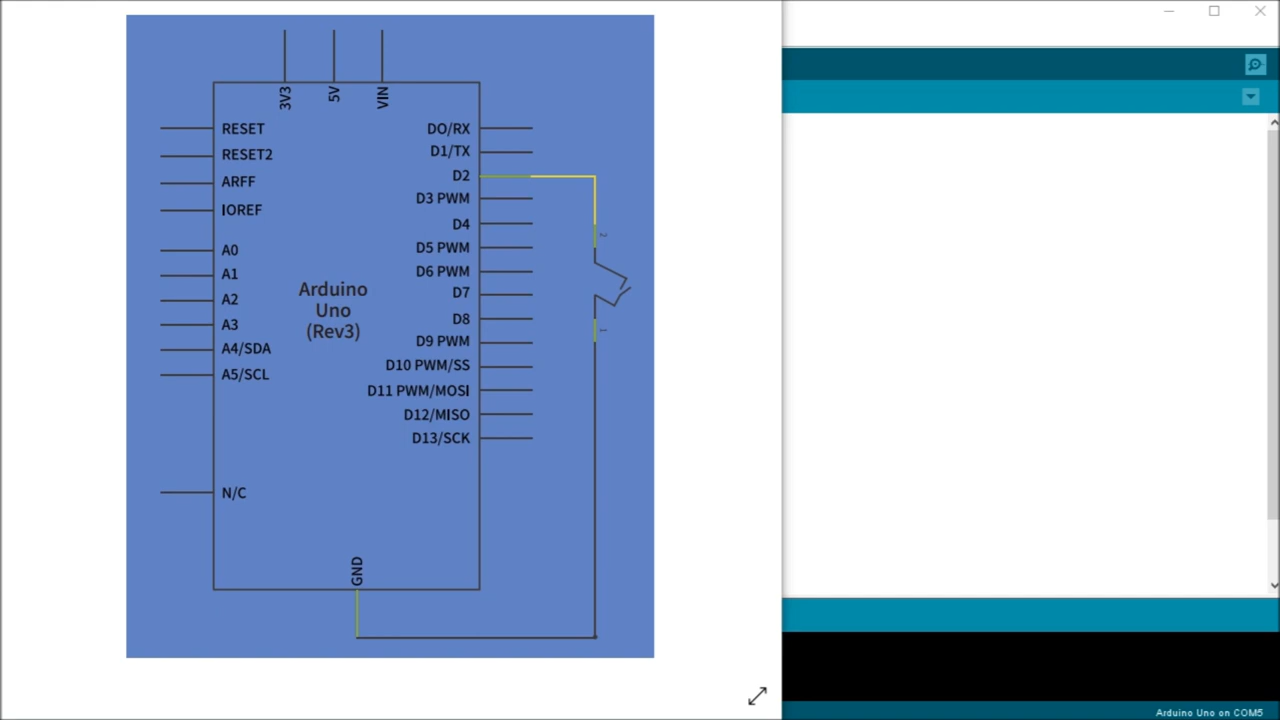 3V3
5V
VIN
RESET
RESET2
ARFF
IOREF
A0
A1
A2
A3
A4/SDA
A5/SCL
N/C
Arduino
Uno
(Rev3)
DO/RX
D1/TX
D2
D3 PWM
D4
D5 PWM
D6 PWM
D7
D8
D9 PWM
D10 PWM/SS
D11 PWM/MOSI
D12/MISO
D13/SCK
2
1
GND
Arduino Uno on COM5